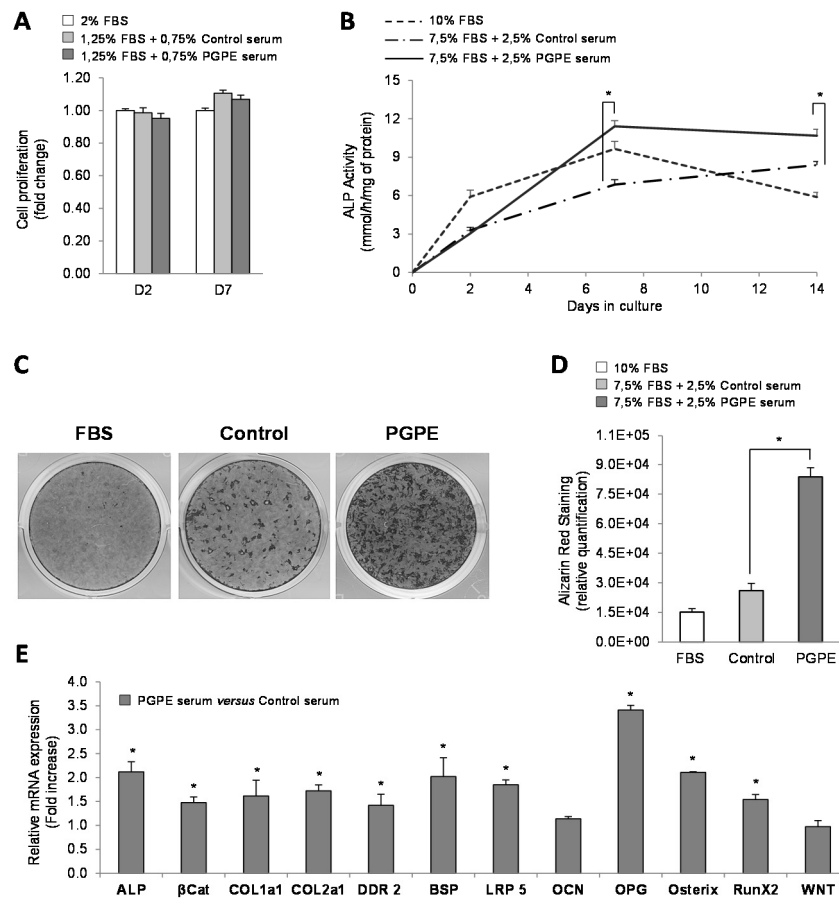 A
2% FBS
1,25% FBS + 0,75% Control serum
1,25% FBS + 0,75% PGPE serum
Cell proliferation
(fold change)
1.20
1.00
0.80
0.60
0.40
0.20
0.00
D2
D7
B
10% FBS
7,5% FBS + 2,5% Control serum
7,5% FBS + 2,5% PGPE serum
ALP Activity
(mmol/h/mg of protein)
15
12
9
6
3
0
*
*
0 2 4 6 8 10 12 14
Days in culture
C
FBS
Control
PGPE
D
10% FBS
7,5% FBS + 2,5% Control serum
7,5% FBS + 2,5% PGPE serum
Alizarin Red Staining
(relative quantification)
1.1E+05
9.0E+04
7.5E+04
6.0E+04
4.5E+04
3.0E+04
1.5E+04
0.0E+00
*
FBS Control PGPE
E
PGPE serum versus Control serum
Relative mRNA expression
(Fold increase)
4.0
3.5
3.0
2.5
2.0
1.5
1.0
0.5
0.0
* * * * * * * * * *
ALP βCat COL1a1 COL2a1 DDR 2 BSP LRP 5 OCN OPG Osterix RunX2 WNT